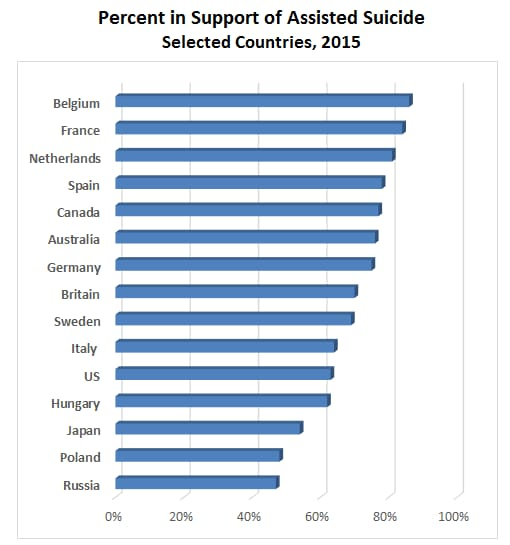 Percent in Support of Assisted Suicide
Selected Countries, 2015
Belgium
France
Netherlands
Spain
Canada
Australia
Germany
Britain
Sweden
Italy
US
Hungary
Japan
Poland
Russia
0% 20% 40% 60% 80% 100%